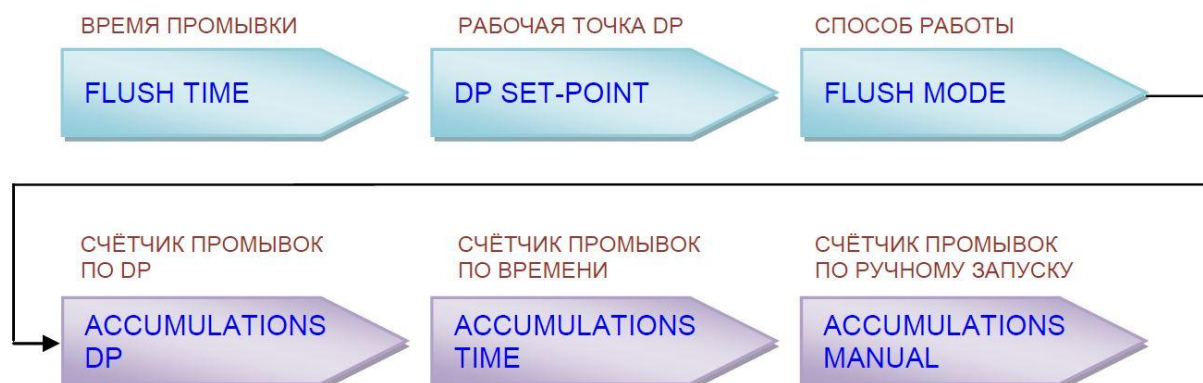 ВРЕМЯ ПРОМЫВКИ
FLUSH TIME
РАБОЧАЯ ТОЧКА DP
DP SET-POINT
СПОСОБ РАБОТЫ
FLUSH MODE
СЧЁТЧИК ПРОМЫВОК
ПО DP
ACCUMULATIONS
DP
СЧЁТЧИК ПРОМЫВОК
ПО ВРЕМЕНИ
ACCUMULATIONS
TIME
СЧЁТЧИК ПРОМЫВОК
ПО РУЧНОМУ ЗАПУСКУ
ACCUMULATIONS
MANUAL